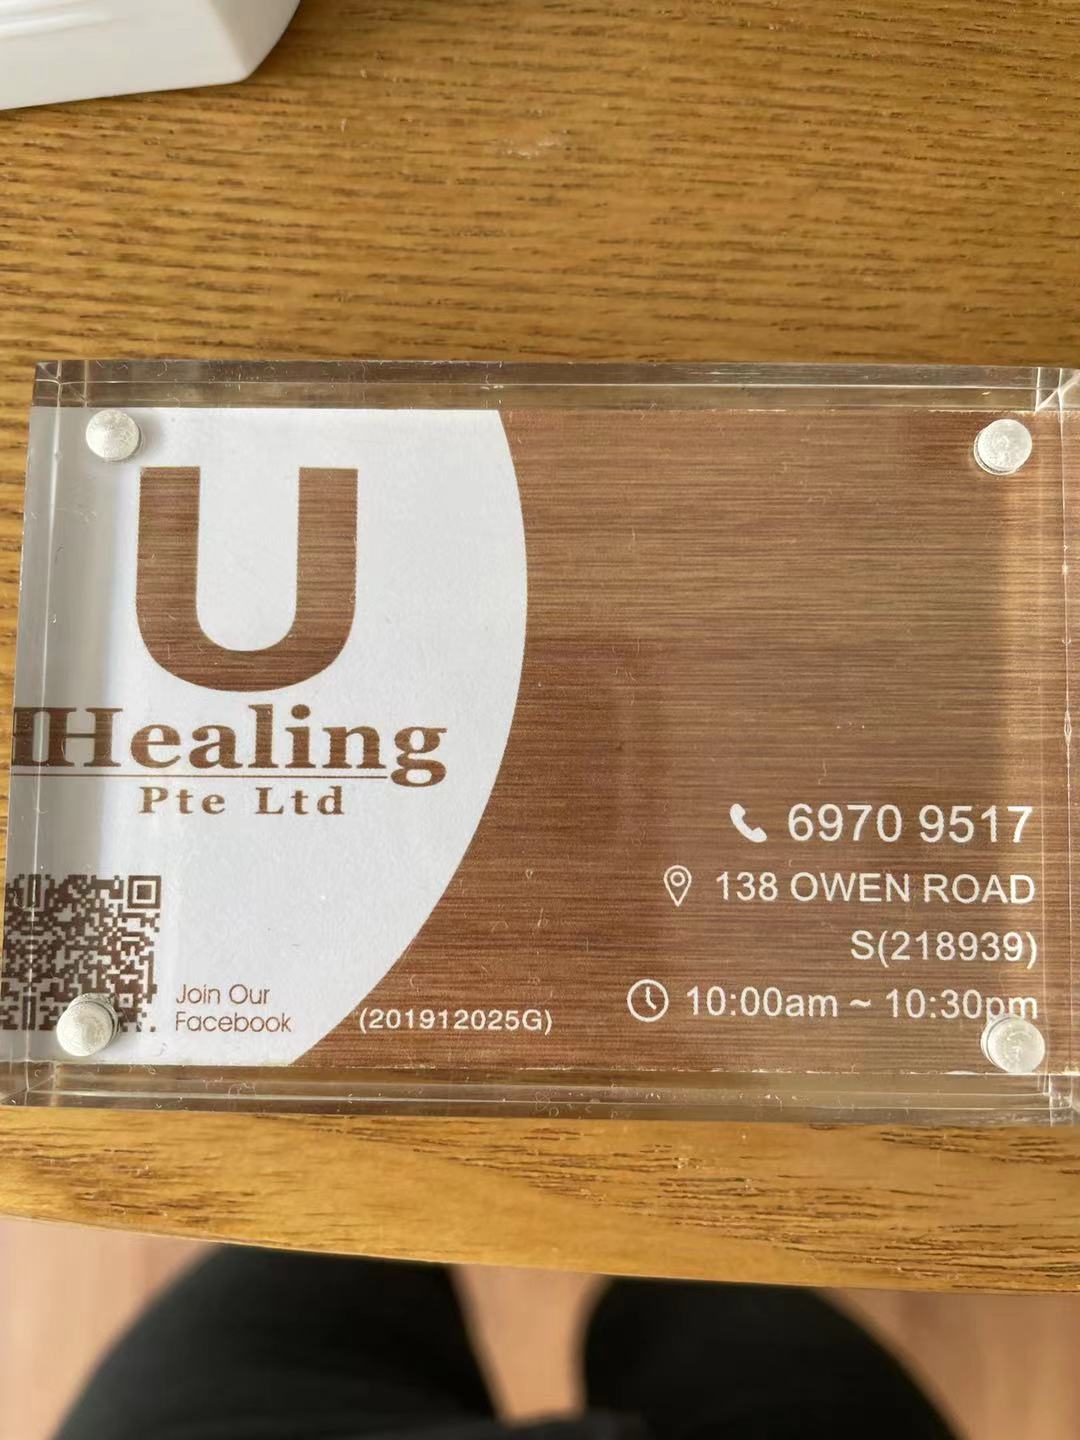 U
Healing
Pte Ltd
Join Our
Facebook
(201912025G)
6970 9517
138 OWEN ROAD
S(218939)
10:00am ~ 10:30pm